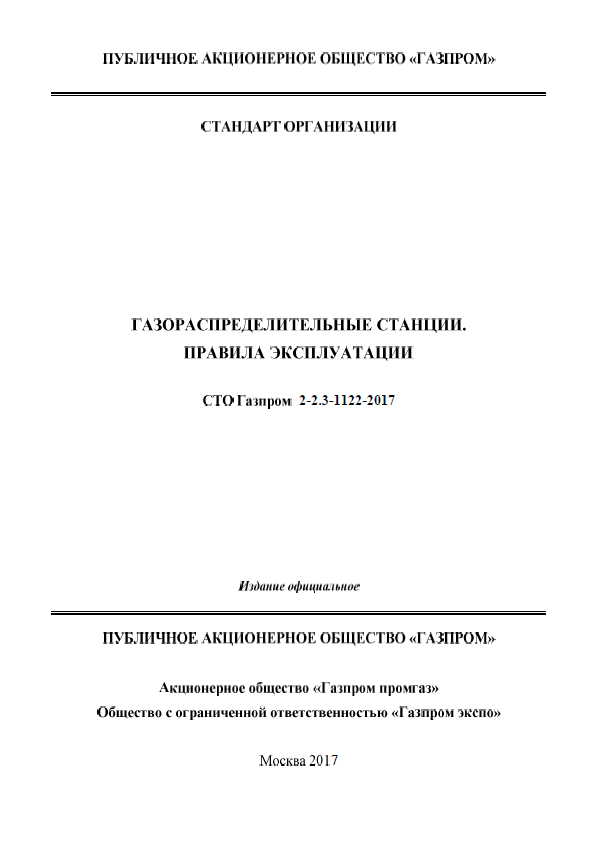 ПУБЛИЧНОЕ АКЦИОНЕРНОЕ ОБЩЕСТВО «ГАЗПРОМ»
СТАНДАРТ ОРГАНИЗАЦИИ
ГАЗОРАСПРЕДЕЛИТЕЛЬНЫЕ СТАНЦИИ.
ПРАВИЛА ЭКСПЛУАТАЦИИ
СТО Газпром 2-2.3-1122-2017
Издание официальное
ПУБЛИЧНОЕ АКЦИОНЕРНОЕ ОБЩЕСТВО «ГАЗПРОМ»
Акционерное общество «Газпром промгаз»
Общество с ограниченной ответственностью «Газпром экспо»
Москва 2017